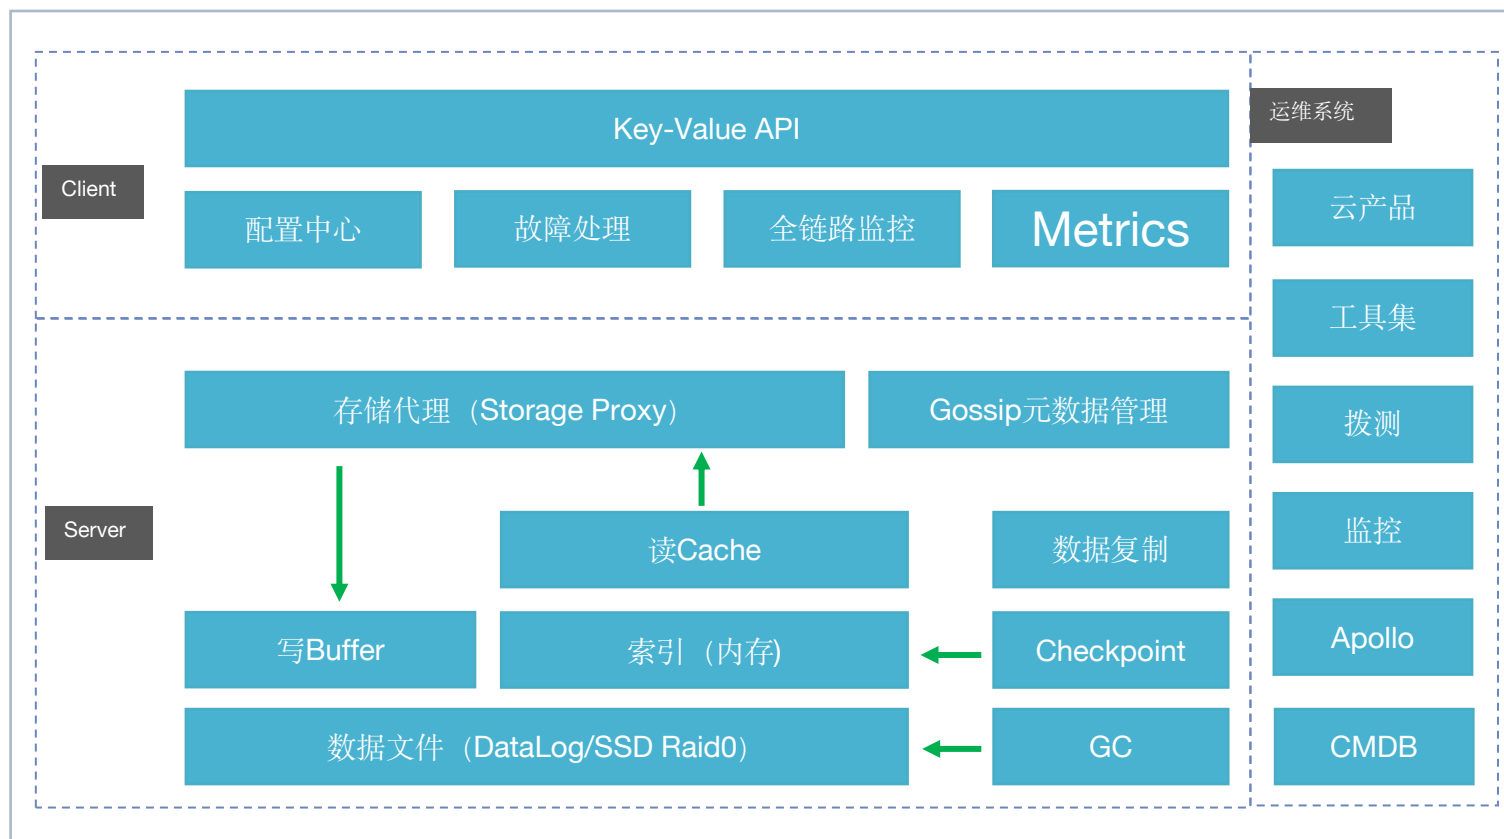 Key-Value API
Client
配置中心
故障处理
全链路监控
Metrics
存储代理（Storage Proxy）
Gossip元数据管理
Server
读Cache
数据复制
写Buffer
索引（内存)
Checkpoint
数据文件（DataLog/SSD Raid0）
GC
运维系统
云产品
工具集
拨测
监控
Apollo
CMDB